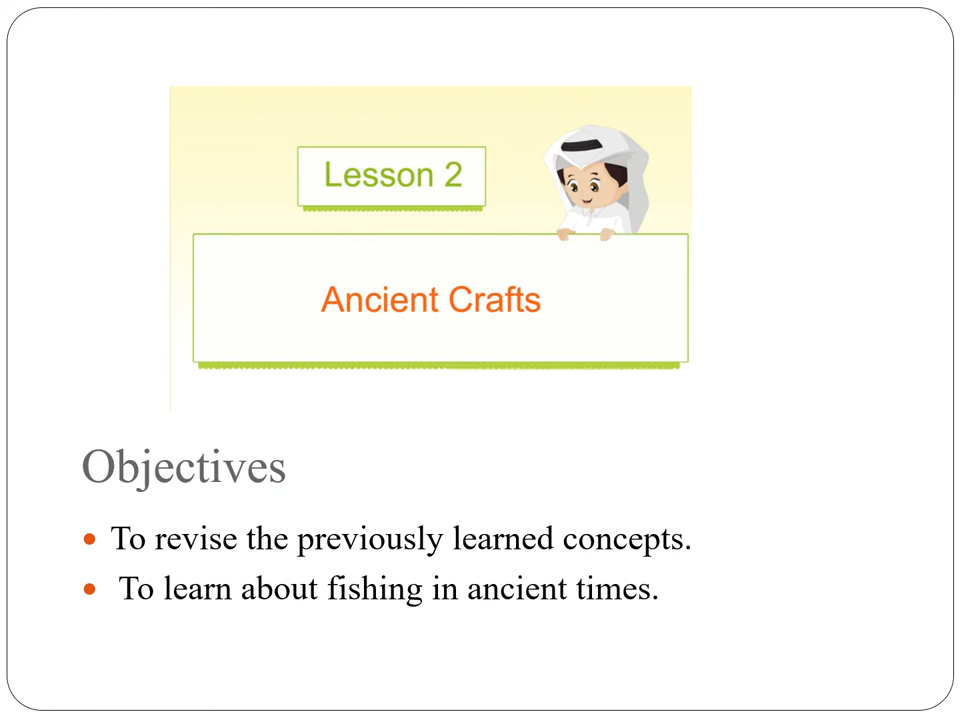 Lesson 2
Ancient Crafts
Objectives
• To revise the previously learned concepts.
• To learn about fishing in ancient times.